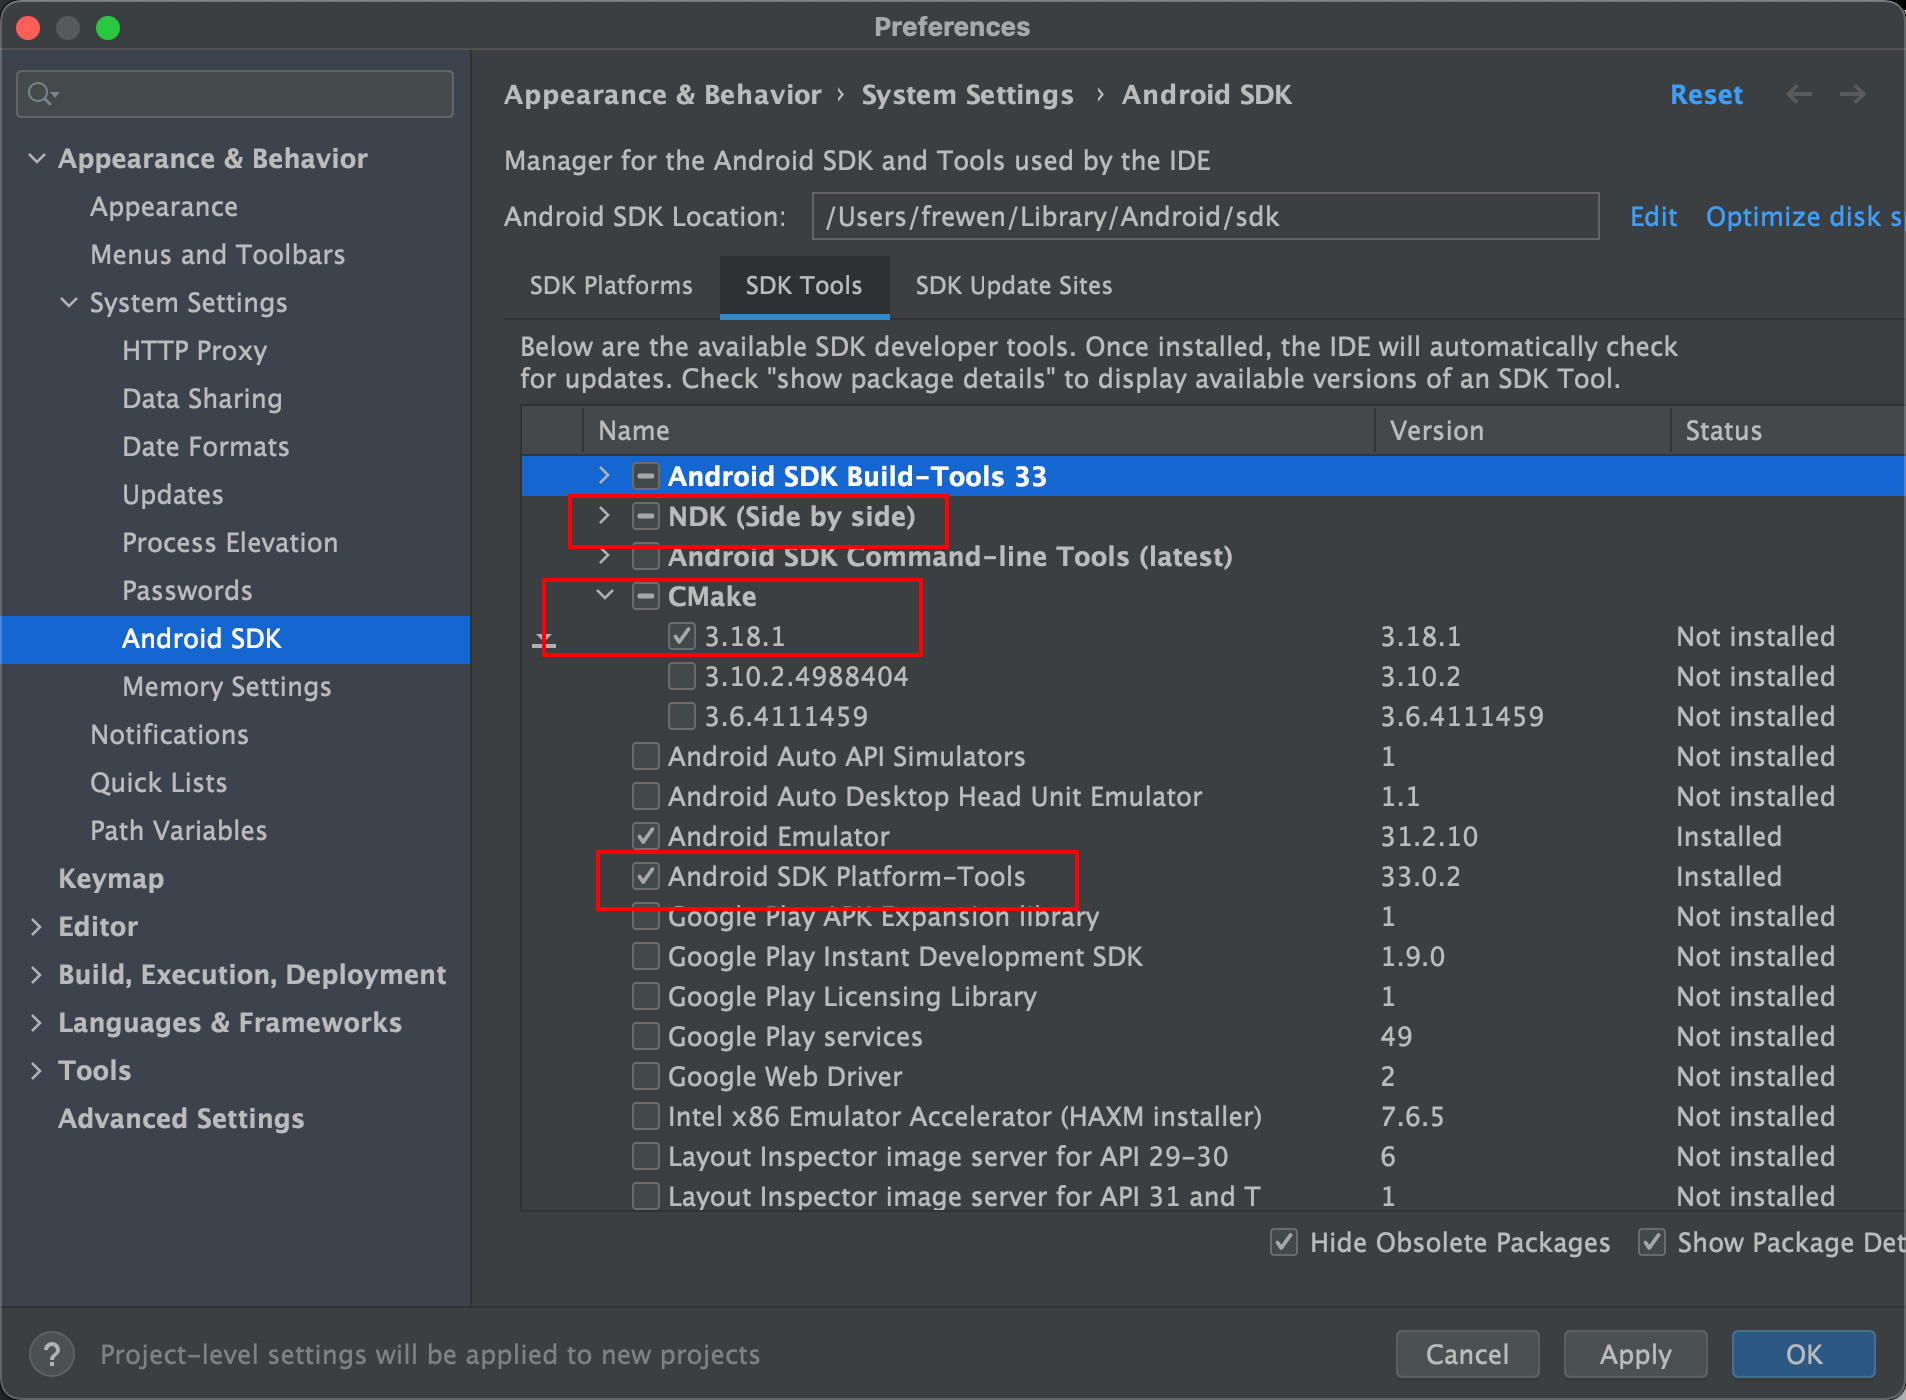 Preferences
Appearance & Behavior
Appearance
Menus and Toolbars
System Settings
HTTP Proxy
Data Sharing
Date Formats
Updates
Process Elevation
Passwords
Android SDK
Memory Settings
Notifications
Quick Lists
Path Variables
Keymap
Editor
Build, Execution, Deployment
Languages & Frameworks
Tools
Advanced Settings
Appearance & Behavior › System Settings › Android SDK Reset
Manager for the Android SDK and Tools used by the IDE
Android SDK Location: /Users/frewen/Library/Android/sdk Edit Optimize disk
SDK Platforms SDK Tools SDK Update Sites
Below are the available SDK developer tools. Once installed, the IDE will automatically check
for updates. Check "show package details" to display available versions of an SDK Tool.
Name Version Status
Android SDK Build-Tools 33
NDK (Side by side)
Android SDK Command-line Tools (latest)
CMake
3.18.1 3.18.1 Not installed
3.10.2.4988404 3.10.2 Not installed
3.6.4111459 3.6.4111459 Not installed
Android Auto API Simulators 1 Not installed
Android Auto Desktop Head Unit Emulator 1.1 Not installed
Android Emulator 31.2.10 Installed
Android SDK Platform-Tools 33.0.2 Installed
Google Play APK Expansion library 1 Not installed
Google Play Instant Development SDK 1.9.0 Not installed
Google Play Licensing Library 1 Not installed
Google Play services 49 Not installed
Google Web Driver 2 Not installed
Intel x86 Emulator Accelerator (HAXM installer) 7.6.5 Not installed
Layout Inspector image server for API 29-30 6 Not installed
Layout Inspector image server for API 31 and T 1 Not installed
Hide Obsolete Packages Show Package Det
? Project-level settings will be applied to new projects
Cancel Apply OK